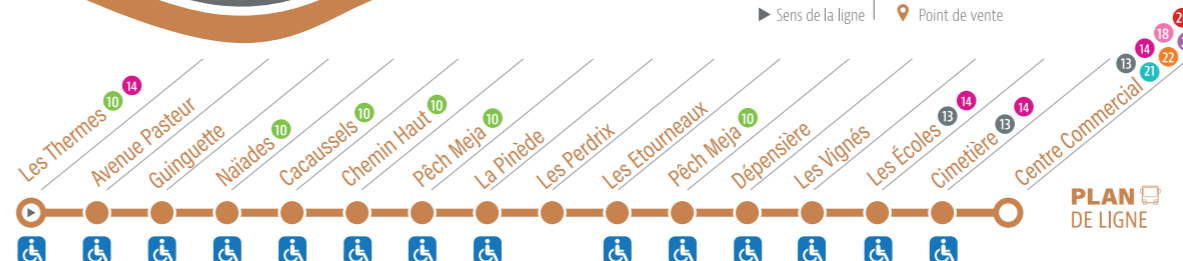 Sens de la ligne
Point de vente
Les Thermes 10 14
Avenue Pasteur
Guinguette
Naïades 10
Cacaussels 10
Chemin Haut 10
Pêch Meja 10
La Pinède
Les Perdrix
Les Etourneaux
Pêch Meja 10
Dépensière
Les Vignés
Les Écoles 13 14
Cimetière 13 14
Centre Commercial 13 14 18 21 22
PLAN
DE LIGNE